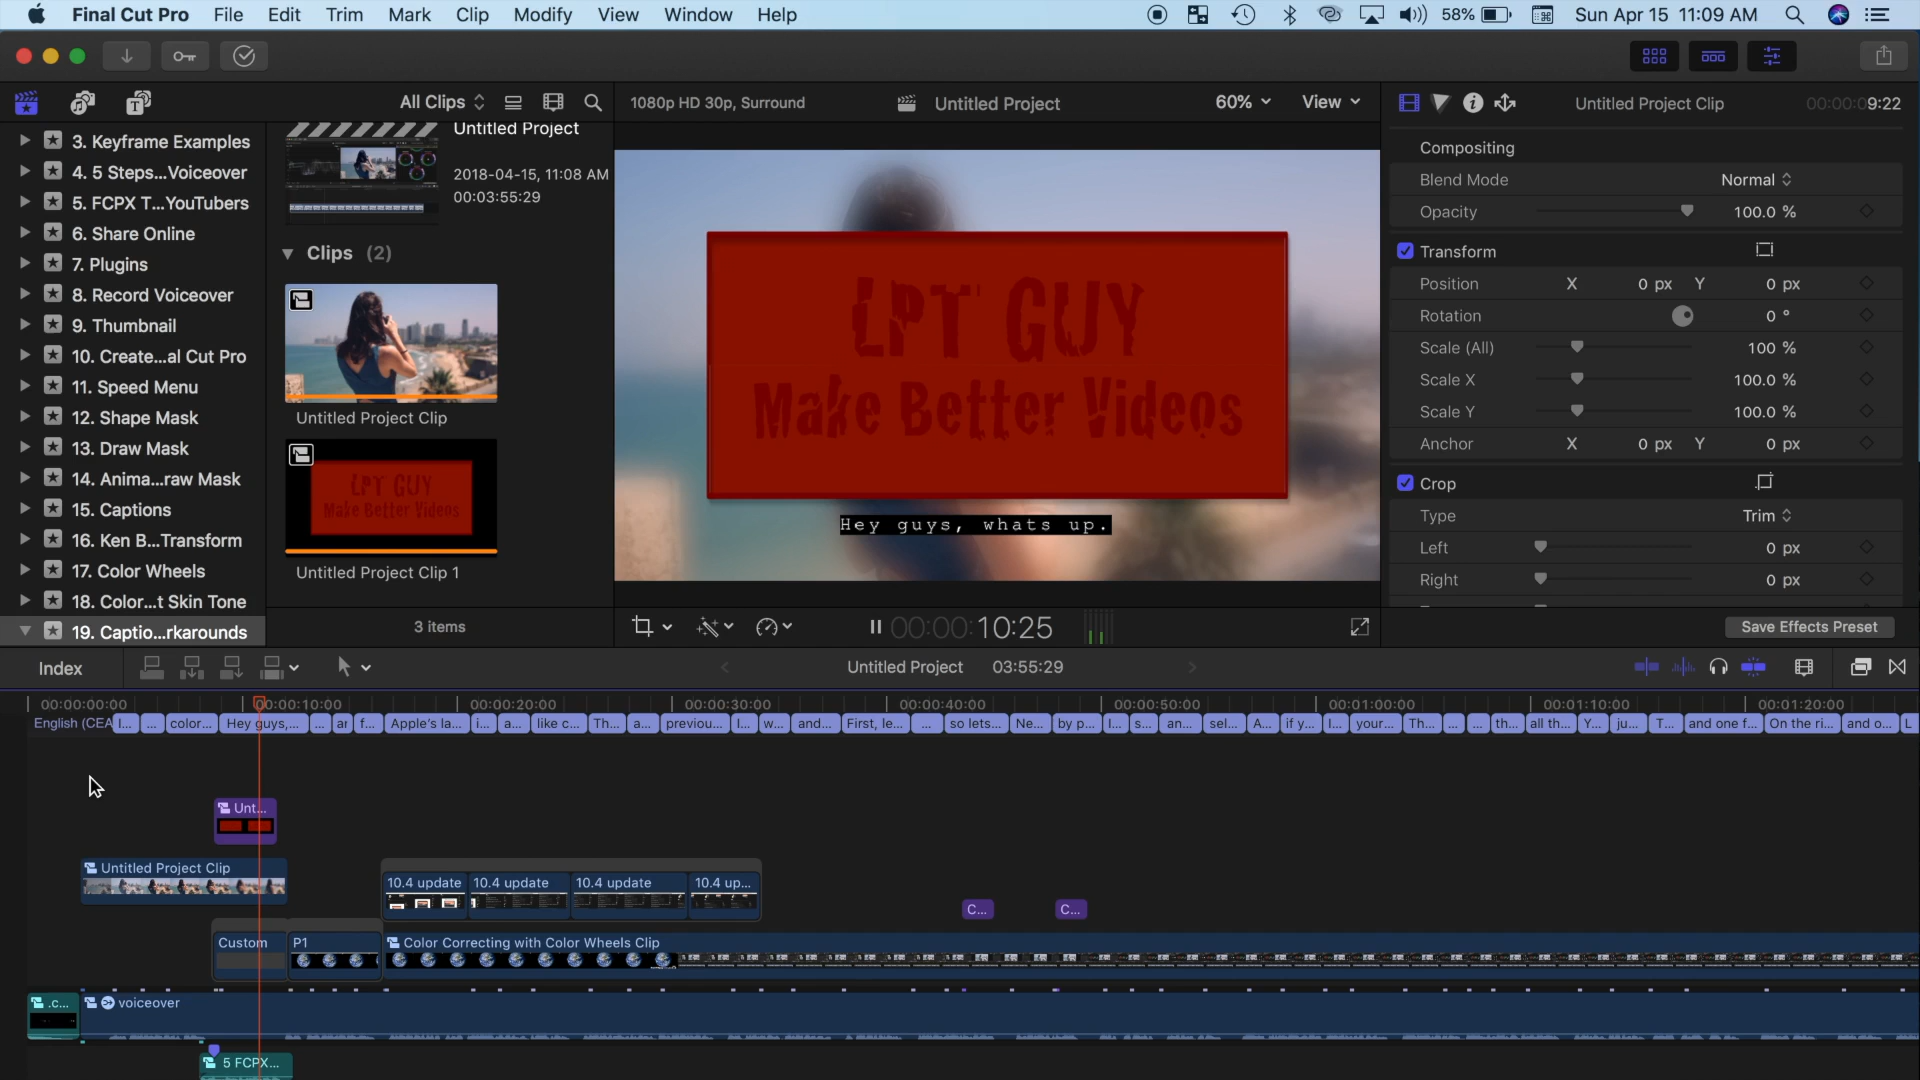 Final Cut Pro File Edit Trim Mark Clip Modify View Window Help 58% Sun Apr 15 11:09 AM
All Clips
1080p HD 30p, Surround Untitled Project 60% View
Untitled Project Clip 00:00:09:22
3. Keyframe Examples
4. 5 Steps...Voiceover
5. FCPX T...YouTubers
6. Share Online
7. Plugins
8. Record Voiceover
9. Thumbnail
10. Create...al Cut Pro
11. Speed Menu
12. Shape Mask
13. Draw Mask
14. Anima...raw Mask
15. Captions
16. Ken B...Transform
17. Color Wheels
18. Color...t Skin Tone
19. Captio...rkarounds
Untitled Project
2018-04-15, 11:08 AM
00:03:55:29
Clips (2)
Untitled Project Clip
LPT GUY
Make Better Videos
Untitled Project Clip 1
3 items
LPT GUY
Make Better Videos
Hey guys, whats up.
00:00:10:25
Compositing
Blend Mode Normal
Opacity 100.0 %
Transform
Position X 0 px Y 0 px
Rotation 0 °
Scale (All) 100 %
Scale X 100.0 %
Scale Y 100.0 %
Anchor X 0 px Y 0 px
Crop
Type Trim
Left 0 px
Right 0 px
Save Effects Preset
Index Untitled Project 03:55:29
00:00:00:00 00:00:10:00 00:00:20:00 00:00:30:00 00:00:40:00 00:00:50:00 00:01:00:00 00:01:10:00 00:01:20:00
English (CEA I... ... color... Hey guys,... ... ar f... Apple's la... i... a... like c... Th... a... previou... I... w... and... First, le... ... so lets... Ne... by p... I... s... an... sel... A... if y... I... your... Th... ... ... th... all th... Y... ju... T... and one f... On the ri... and o... L
Unt...
Untitled Project Clip
10.4 update 10.4 update 10.4 update 10.4 up...
C... C...
Custom P1 Color Correcting with Color Wheels Clip
.c... voiceover
5 FCPX...